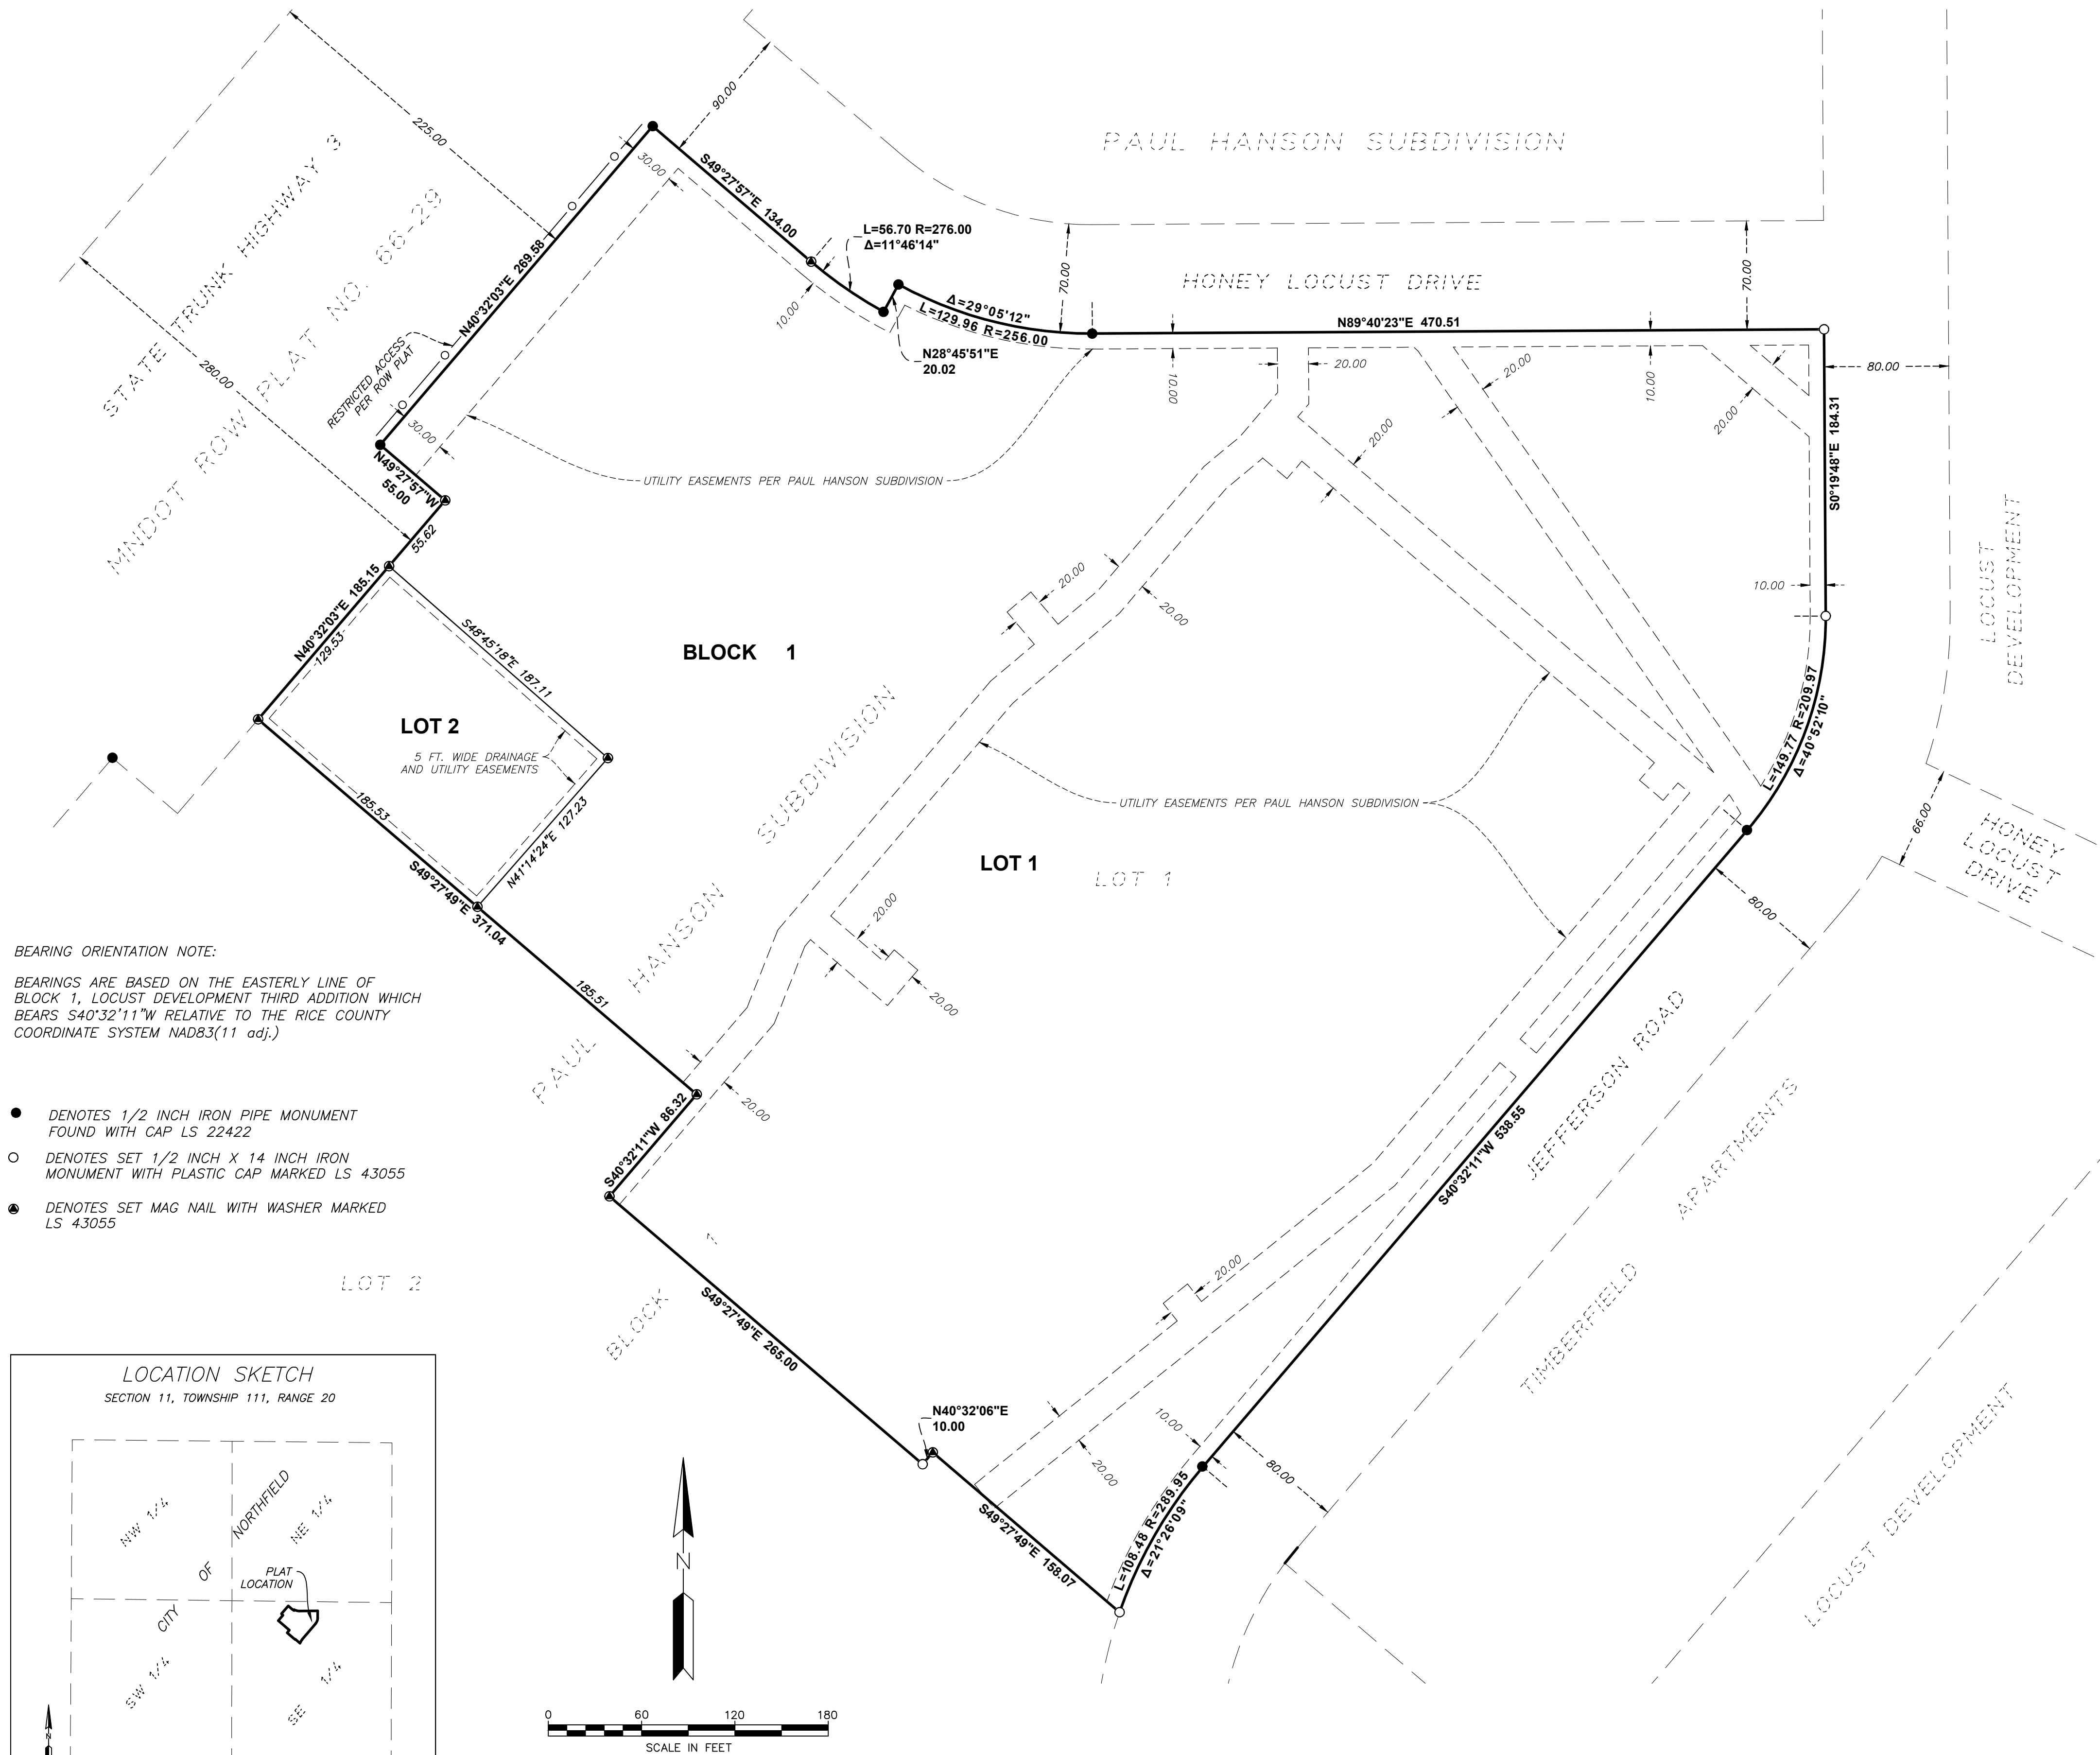 PAUL HANSON SUBDIVISION
STATE TRUNK HIGHWAY 3
MNDOT ROW PLAT NO. 66-29
225.00
280.00
90.00
30.00
S49°27'57"E 134.00
L=56.70 R=276.00
Δ=11°46'14"
10.00
N40°32'03"E 269.58
RESTRICTED ACCESS
PER ROW PLAT
30.00
N49°27'57"W
55.00
55.62
N28°45'51"E
20.02
Δ=29°05'12"
L=129.96 R=256.00
70.00
HONEY LOCUST DRIVE
N89°40'23"E 470.51
70.00
10.00
20.00
20.00
10.00
20.00
20.00
80.00
S0°19'48"E 184.31
10.00
LOCUST
DEVELOPMENT
UTILITY EASEMENTS PER PAUL HANSON SUBDIVISION
N40°32'03"E 185.15
129.53
S48°45'18"E 187.11
BLOCK 1
LOT 2
5 FT. WIDE DRAINAGE
AND UTILITY EASEMENTS
185.53
N41°14'24"E 127.23
S49°27'49"E 371.04
185.51
20.00
20.00
UTILITY EASEMENTS PER PAUL HANSON SUBDIVISION
L=149.77 R=209.97
Δ=40°52'10"
66.00
HONEY
LOCUST
DRIVE
LOT 1
LOT 1
80.00
20.00
20.00
PAUL HANSON SUBDIVISION
BEARING ORIENTATION NOTE:
BEARINGS ARE BASED ON THE EASTERLY LINE OF
BLOCK 1, LOCUST DEVELOPMENT THIRD ADDITION WHICH
BEARS S40°32'11"W RELATIVE TO THE RICE COUNTY
COORDINATE SYSTEM NAD83(11 adj.)
DENOTES 1/2 INCH IRON PIPE MONUMENT
FOUND WITH CAP LS 22422
DENOTES SET 1/2 INCH X 14 INCH IRON
MONUMENT WITH PLASTIC CAP MARKED LS 43055
DENOTES SET MAG NAIL WITH WASHER MARKED
LS 43055
20.00
S40°32'11"W 86.32
S40°32'11"W 538.55
JEFFERSON ROAD
TIMBERFIELD APARTMENTS
LOCUST DEVELOPMENT
LOT 2
BLOCK 1
S49°27'49"E 265.00
N40°32'06"E
10.00
20.00
10.00
20.00
80.00
S49°27'49"E 158.07
L=108.48 R=289.95
Δ=21°26'09"
LOCATION SKETCH
SECTION 11, TOWNSHIP 111, RANGE 20
NW 1/4
NE 1/4
CITY OF NORTHFIELD
PLAT
LOCATION
SW 1/4
SE 1/4
N
N
0 60 120 180
SCALE IN FEET